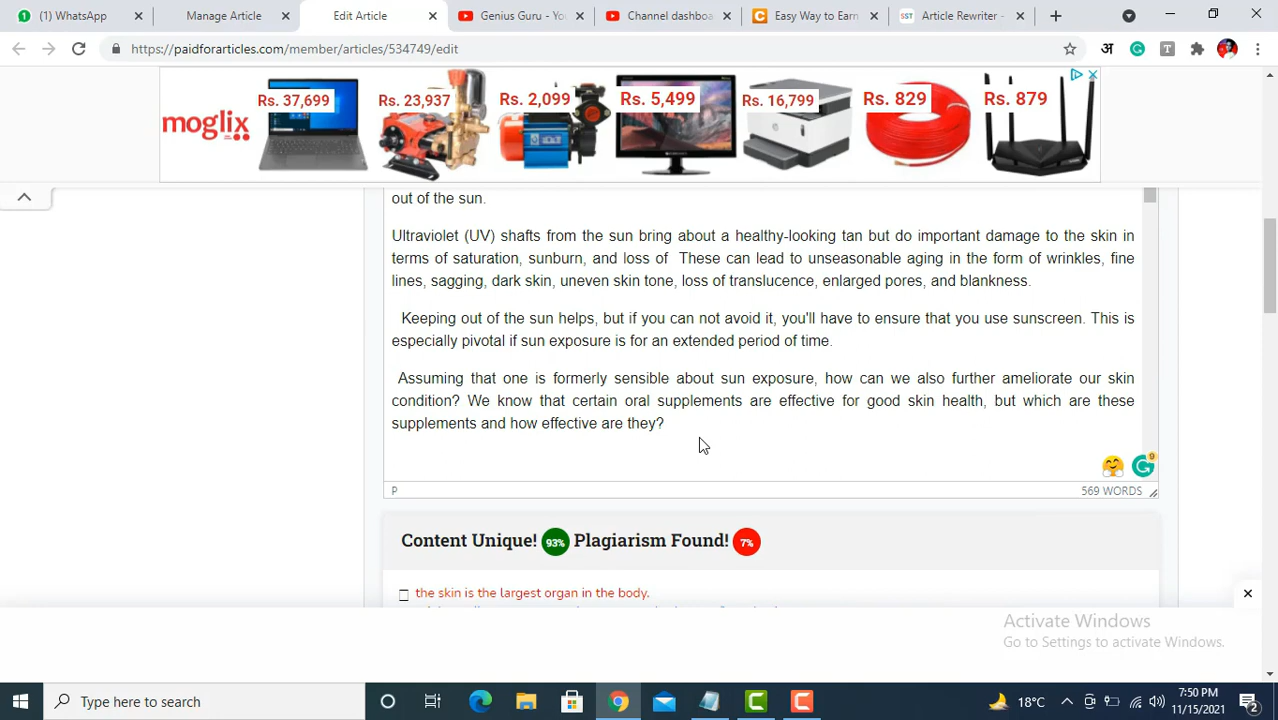 (1) WhatsApp
Manage Article
Edit Article
Genius Guru - Yo
Channel dashboa
Easy Way to Earn
Article Rewriter -
https://paidforarticles.com/member/articles/534749/edit
अ
T
moglix
Rs. 37,699
Rs. 23,937
Rs. 2,099
Rs. 5,499
Rs. 16,799
Rs. 829
Rs. 879
out of the sun.
Ultraviolet (UV) shafts from the sun bring about a healthy-looking tan but do important damage to the skin in
terms of saturation, sunburn, and loss of These can lead to unseasonable aging in the form of wrinkles, fine
lines, sagging, dark skin, uneven skin tone, loss of translucence, enlarged pores, and blankness.
Keeping out of the sun helps, but if you can not avoid it, you'll have to ensure that you use sunscreen. This is
especially pivotal if sun exposure is for an extended period of time.
Assuming that one is formerly sensible about sun exposure, how can we also further ameliorate our skin
condition? We know that certain oral supplements are effective for good skin health, but which are these
supplements and how effective are they?
9
P
569 WORDS
Content Unique! 93% Plagiarism Found! 7%
the skin is the largest organ in the body.
Activate Windows
Go to Settings to activate Windows.
Type here to search
18°C
7:50 PM
11/15/2021
2